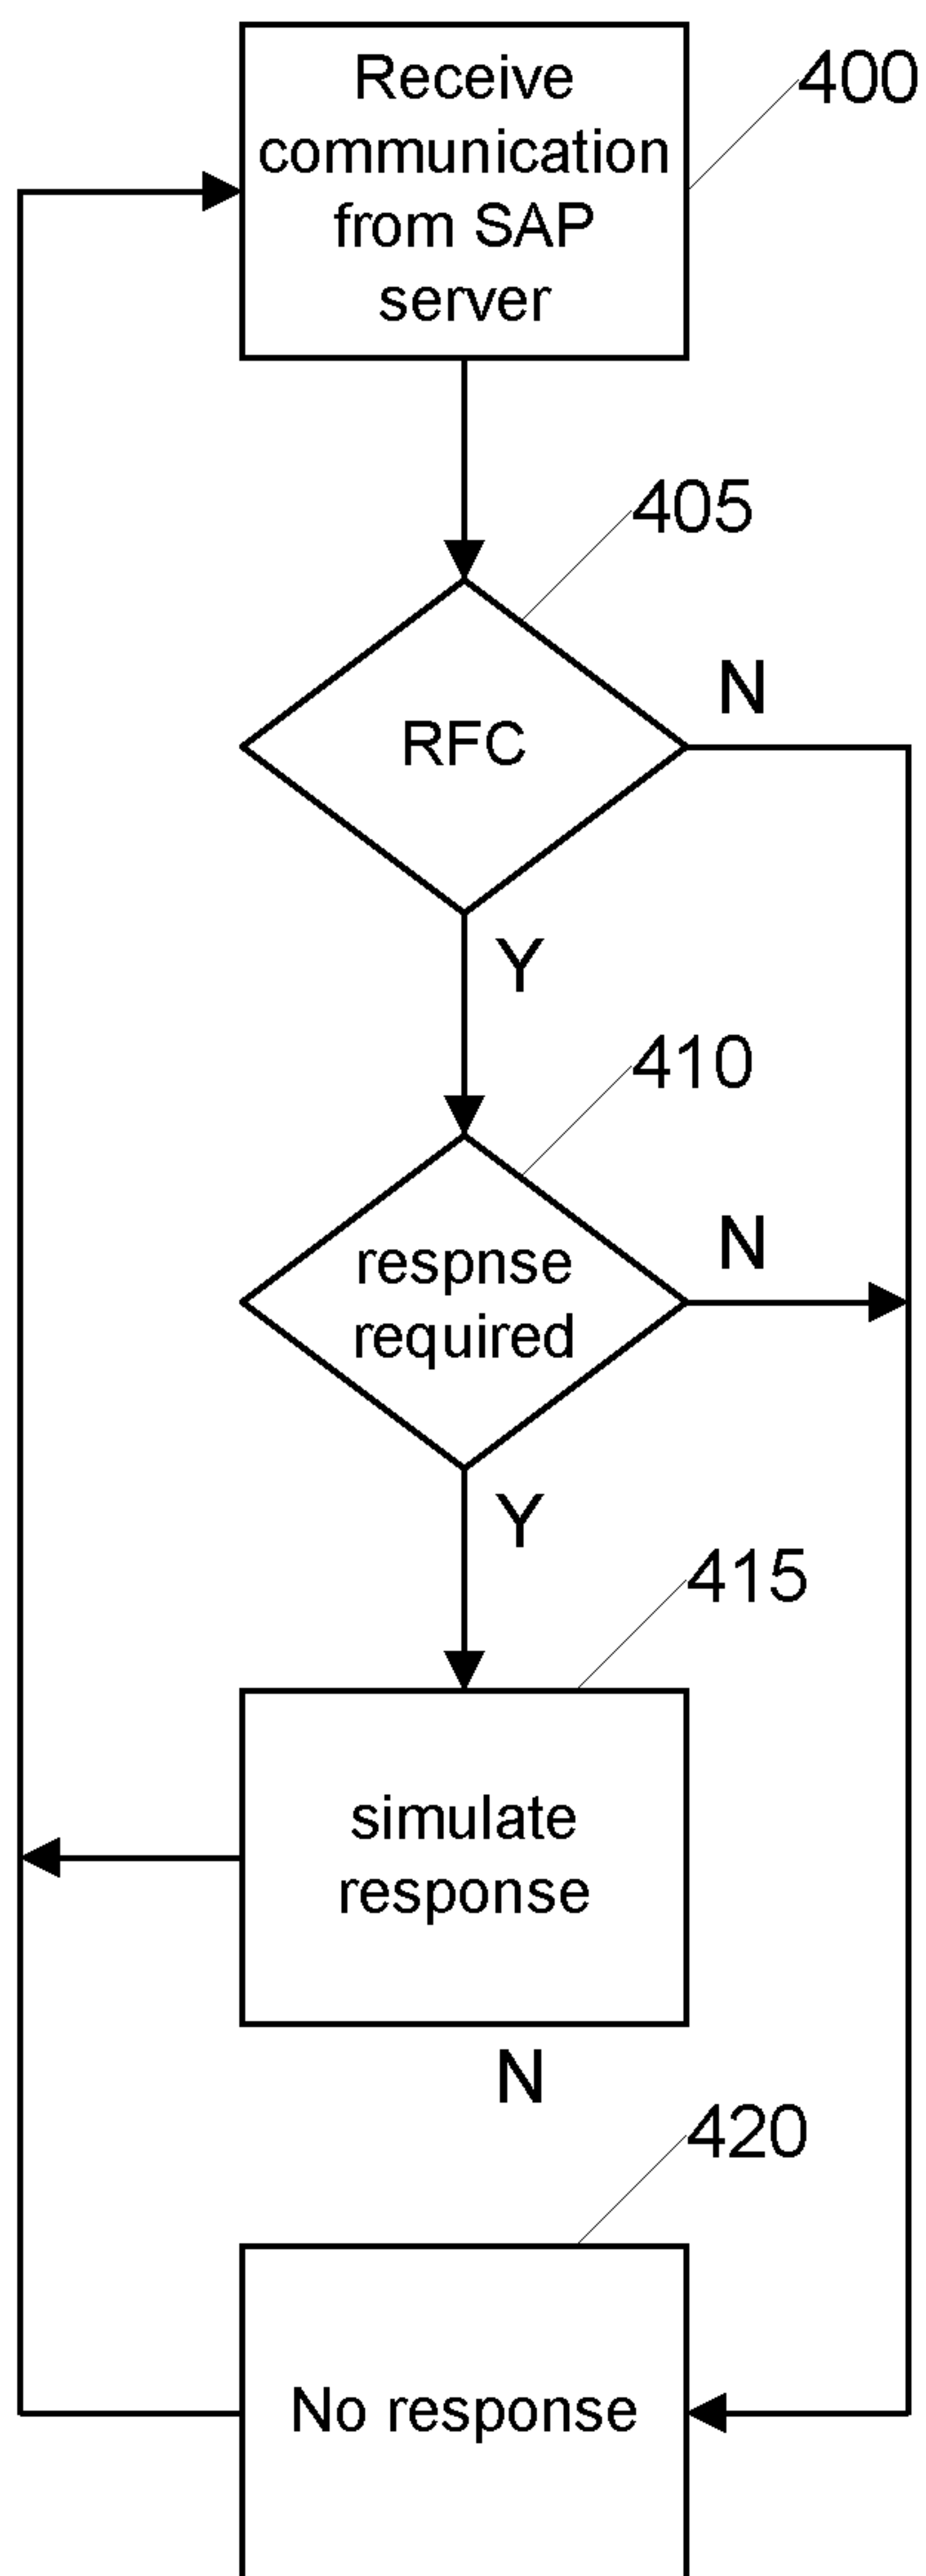 Receive
communication
from SAP
server
400
405
RFC
N
Y
410
respnse
required
N
Y
415
simulate
response
N
420
No response